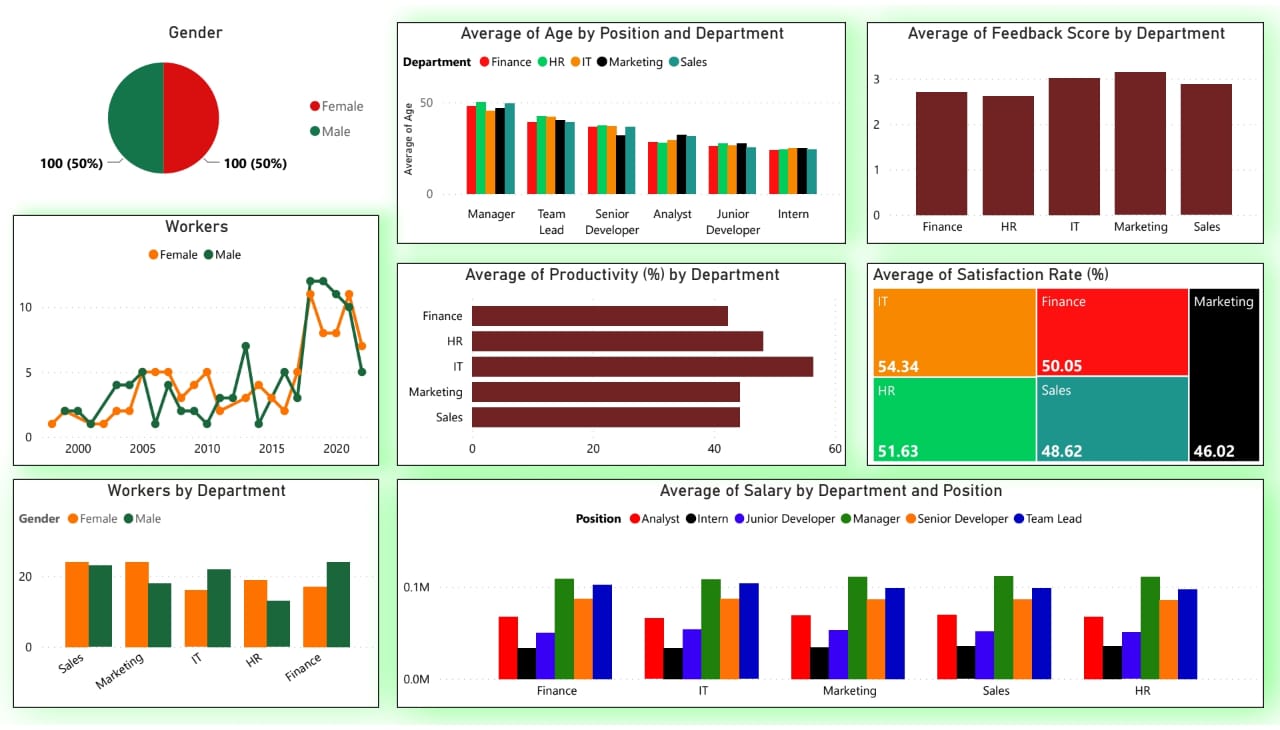 Gender
Female
Male
100 (50%)
100 (50%)
Average of Age by Position and Department
Department Finance HR IT Marketing Sales
Average of Age
50
0
Manager
Team Lead
Senior Developer
Analyst
Junior Developer
Intern
Average of Feedback Score by Department
3
2
1
0
Finance
HR
IT
Marketing
Sales
Workers
Female Male
10
5
0
2000
2005
2010
2015
2020
Average of Productivity (%) by Department
Finance
HR
IT
Marketing
Sales
0
20
40
60
Average of Satisfaction Rate (%)
IT
54.34
Finance
50.05
Marketing
46.02
HR
51.63
Sales
48.62
Workers by Department
Gender Female Male
20
0
Sales
Marketing
IT
HR
Finance
Average of Salary by Department and Position
Position Analyst Intern Junior Developer Manager Senior Developer Team Lead
0.1M
0.0M
Finance
IT
Marketing
Sales
HR